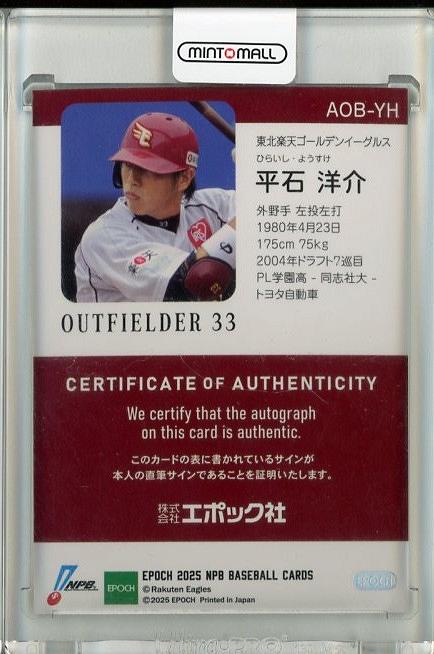 MINT MALL
AOB-YH
東北楽天ゴールデンイーグルス
ひらいし・ようすけ
平石 洋介
外野手 左投左打
1980年4月23日
175cm 75kg
2004年ドラフト7巡目
PL学園高 - 同志社大 -
トヨタ自動車
OUTFIELDER 33
CERTIFICATE OF AUTHENTICITY
We certify that the autograph
on this card is authentic.
このカードの表に書かれているサインが
本人の直筆サインであることを証明いたします。
株式会社 エポック社
NPB
EPOCH
EPOCH 2025 NPB BASEBALL CARDS
©Rakuten Eagles
©2025 EPOCH Printed in Japan
EPOCH